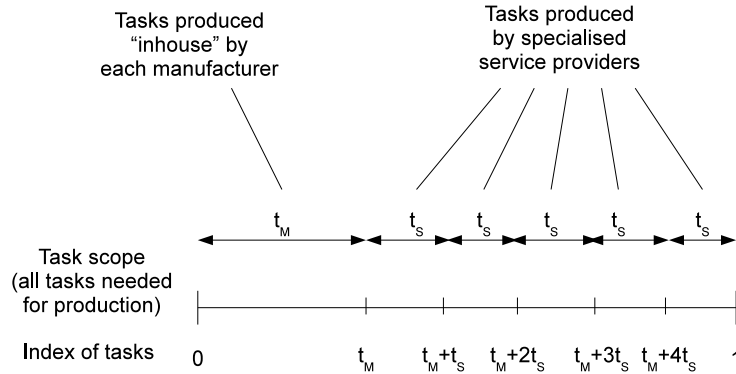 Tasks produced
“inhouse” by
each manufacturer
Tasks produced
by specialised
service providers
t_M t_S t_S t_S t_S t_S
Task scope
(all tasks needed
for production)
Index of tasks
0 t_M t_M+t_S t_M+2t_S t_M+3t_S t_M+4t_S 1